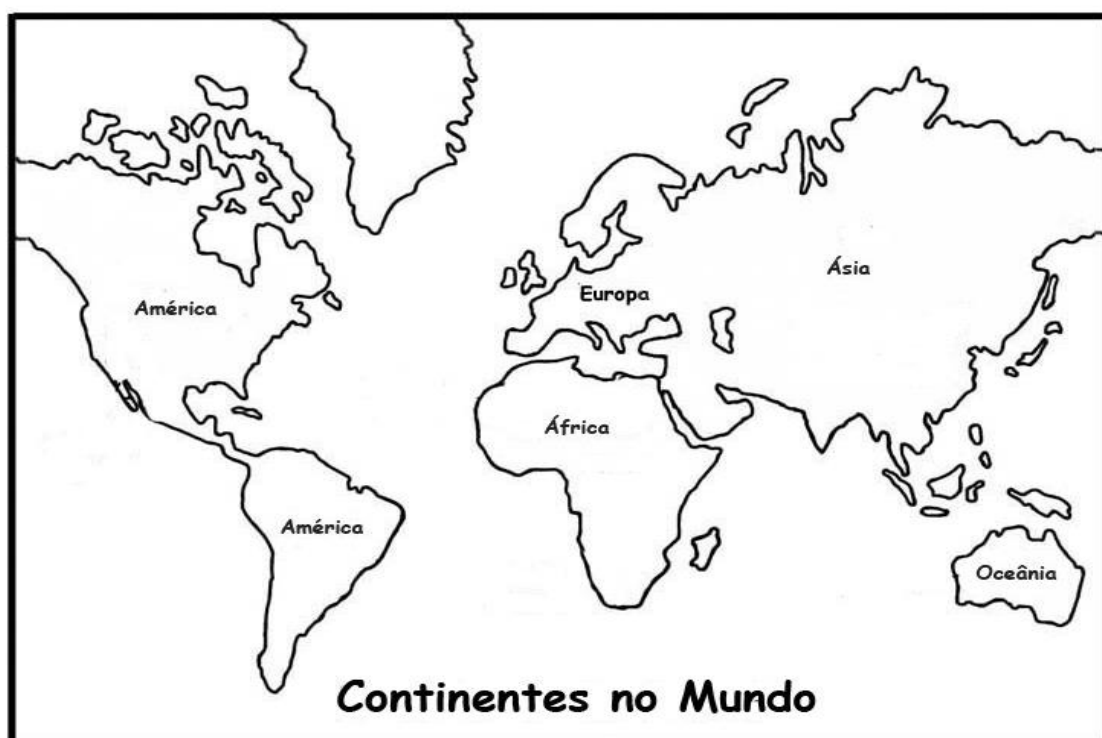 Ásia
Europa
América
África
América
Oceânia
Continentes no Mundo